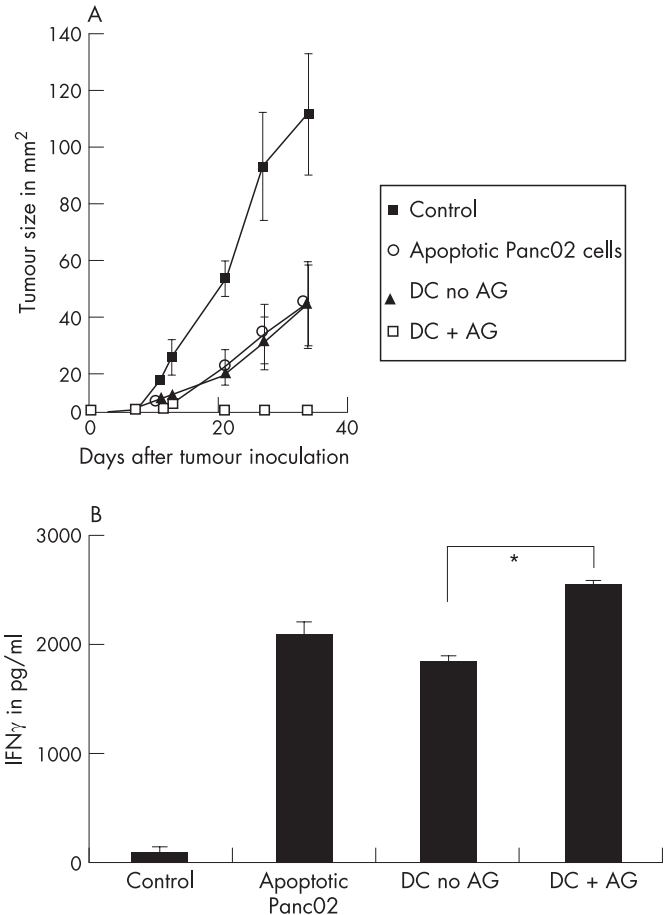 A
140
120
100
80
60
40
20
0
Tumour size in mm²
0 20 40
Days after tumour inoculation
Control
Apoptotic Panc02 cells
DC no AG
DC + AG
B
3000
2000
1000
0
IFNγ in pg/ml
*
Control Apoptotic DC no AG DC + AG
Panc02